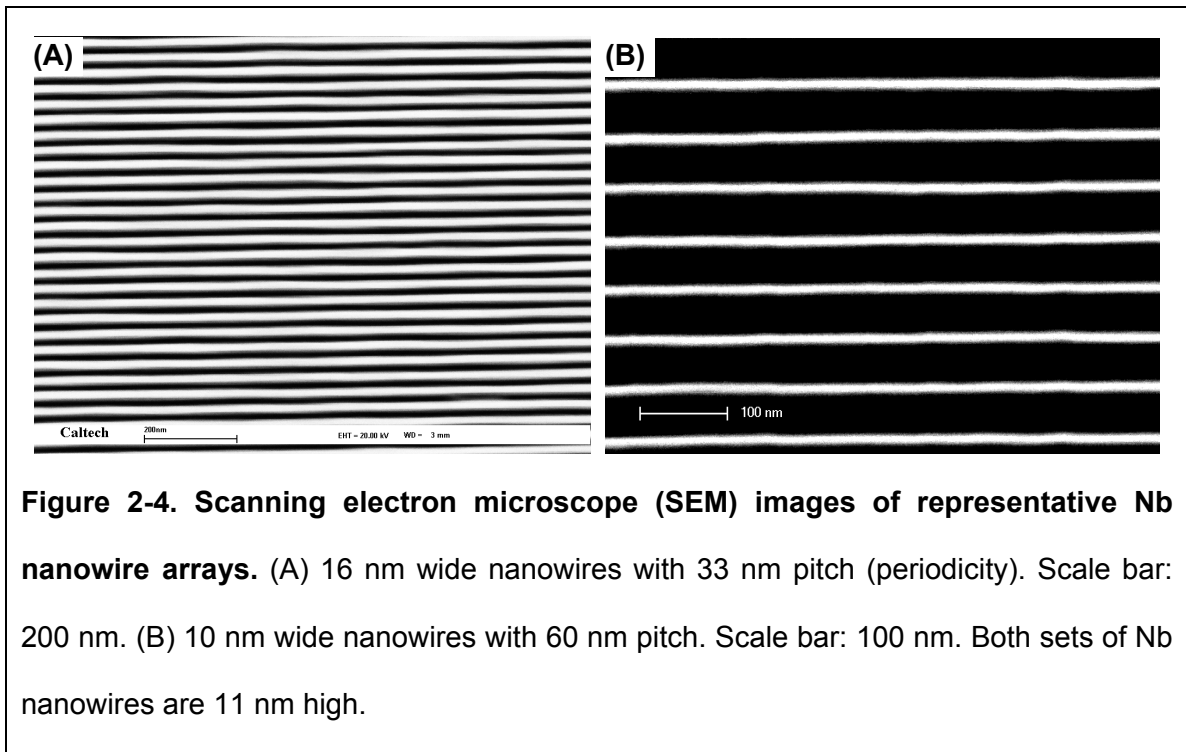 (A)
(B)
Caltech
200nm
EHT = 20.00 kV WD = 3 mm
100 nm
Figure 2-4. Scanning electron microscope (SEM) images of representative Nb
nanowire arrays. (A) 16 nm wide nanowires with 33 nm pitch (periodicity). Scale bar:
200 nm. (B) 10 nm wide nanowires with 60 nm pitch. Scale bar: 100 nm. Both sets of Nb
nanowires are 11 nm high.